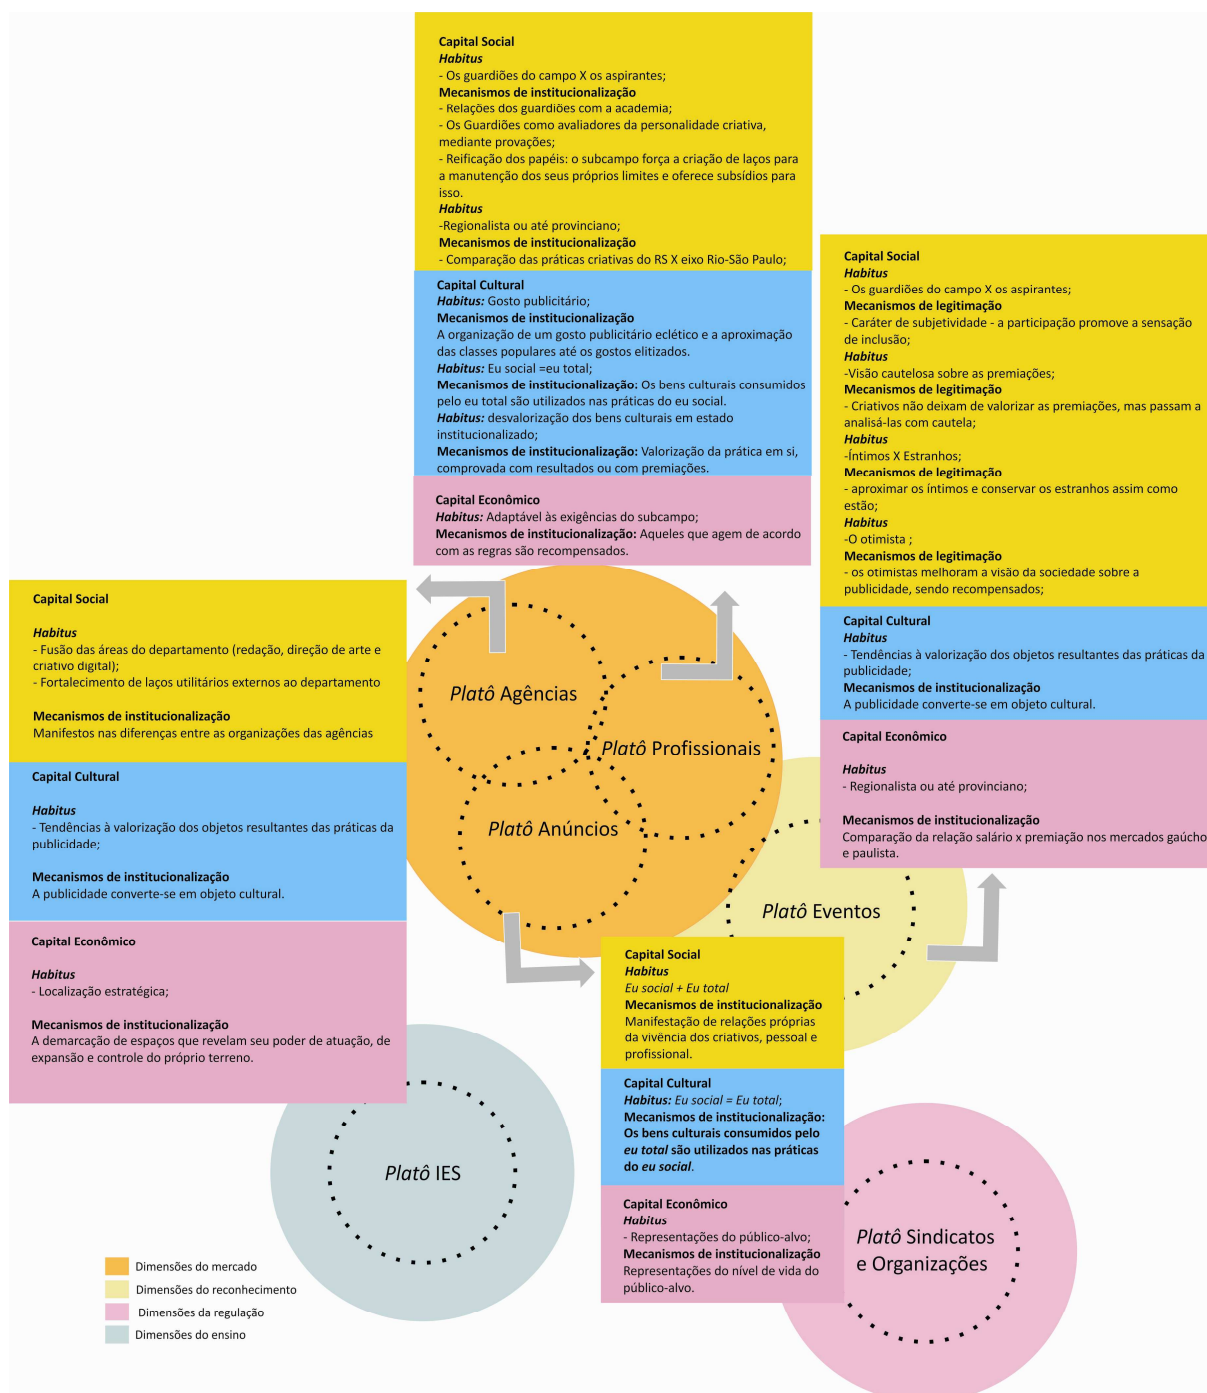 Capital Social
Habitus
- Os guardiões do campo X os aspirantes;
Mecanismos de institucionalização
- Relações dos guardiões com a academia;
- Os Guardiões como avaliadores da personalidade criativa,
mediante provações;
- Reificação dos papéis: o subcampo força a criação de laços para
a manutenção dos seus próprios limites e oferece subsídios para
isso.
Habitus
-Regionalista ou até provinciano;
Mecanismos de institucionalização
- Comparação das práticas criativas do RS X eixo Rio-São Paulo;
Capital Cultural
Habitus: Gosto publicitário;
Mecanismos de institucionalização
A organização de um gosto publicitário eclético e a aproximação
das classes populares até os gostos elitizados.
Habitus: Eu social =eu total;
Mecanismos de institucionalização: Os bens culturais consumidos
pelo eu total são utilizados nas práticas do eu social.
Habitus: desvalorização dos bens culturais em estado
institucionalizado;
Mecanismos de institucionalização: Valorização da prática em si,
comprovada com resultados ou com premiações.
Capital Econômico
Habitus: Adaptável às exigências do subcampo;
Mecanismos de institucionalização: Aqueles que agem de acordo
com as regras são recompensados.
Capital Social
Habitus
- Os guardiões do campo X os aspirantes;
Mecanismos de legitimação
- Caráter de subjetividade - a participação promove a sensação
de inclusão;
Habitus
-Visão cautelosa sobre as premiações;
Mecanismos de legitimação
- Criativos não deixam de valorizar as premiações, mas passam a
analisá-las com cautela;
Habitus
-Íntimos X Estranhos;
Mecanismos de legitimação
- aproximar os íntimos e conservar os estranhos assim como
estão;
Habitus
-O otimista ;
Mecanismos de legitimação
- os otimistas melhoram a visão da sociedade sobre a
publicidade, sendo recompensados;
Capital Cultural
Habitus
- Tendências à valorização dos objetos resultantes das práticas da
publicidade;
Mecanismos de institucionalização
A publicidade converte-se em objeto cultural.
Capital Econômico
Habitus
- Regionalista ou até provinciano;
Mecanismos de institucionalização
Comparação da relação salário x premiação nos mercados gaúcho
e paulista.
Capital Social
Habitus
- Fusão das áreas do departamento (redação, direção de arte e
criativo digital);
- Fortalecimento de laços utilitários externos ao departamento
Mecanismos de institucionalização
Manifestos nas diferenças entre as organizações das agências
Capital Cultural
Habitus
- Tendências à valorização dos objetos resultantes das práticas da
publicidade;
Mecanismos de institucionalização
A publicidade converte-se em objeto cultural.
Capital Econômico
Habitus
- Localização estratégica;
Mecanismos de institucionalização
A demarcação de espaços que revelam seu poder de atuação, de
expansão e controle do próprio terreno.
Platô Agências
Platô Profissionais
Platô Anúncios
Platô Eventos
Capital Social
Habitus
Eu social + Eu total
Mecanismos de institucionalização
Manifestação de relações próprias
da vivência dos criativos, pessoal e
profissional.
Capital Cultural
Habitus: Eu social = Eu total;
Mecanismos de institucionalização:
Os bens culturais consumidos pelo
eu total são utilizados nas práticas
do eu social.
Capital Econômico
Habitus
- Representações do público-alvo;
Mecanismos de institucionalização
Representações do nível de vida do
público-alvo.
Platô IES
Platô Sindicatos
e Organizações
Dimensões do mercado
Dimensões do reconhecimento
Dimensões da regulação
Dimensões do ensino